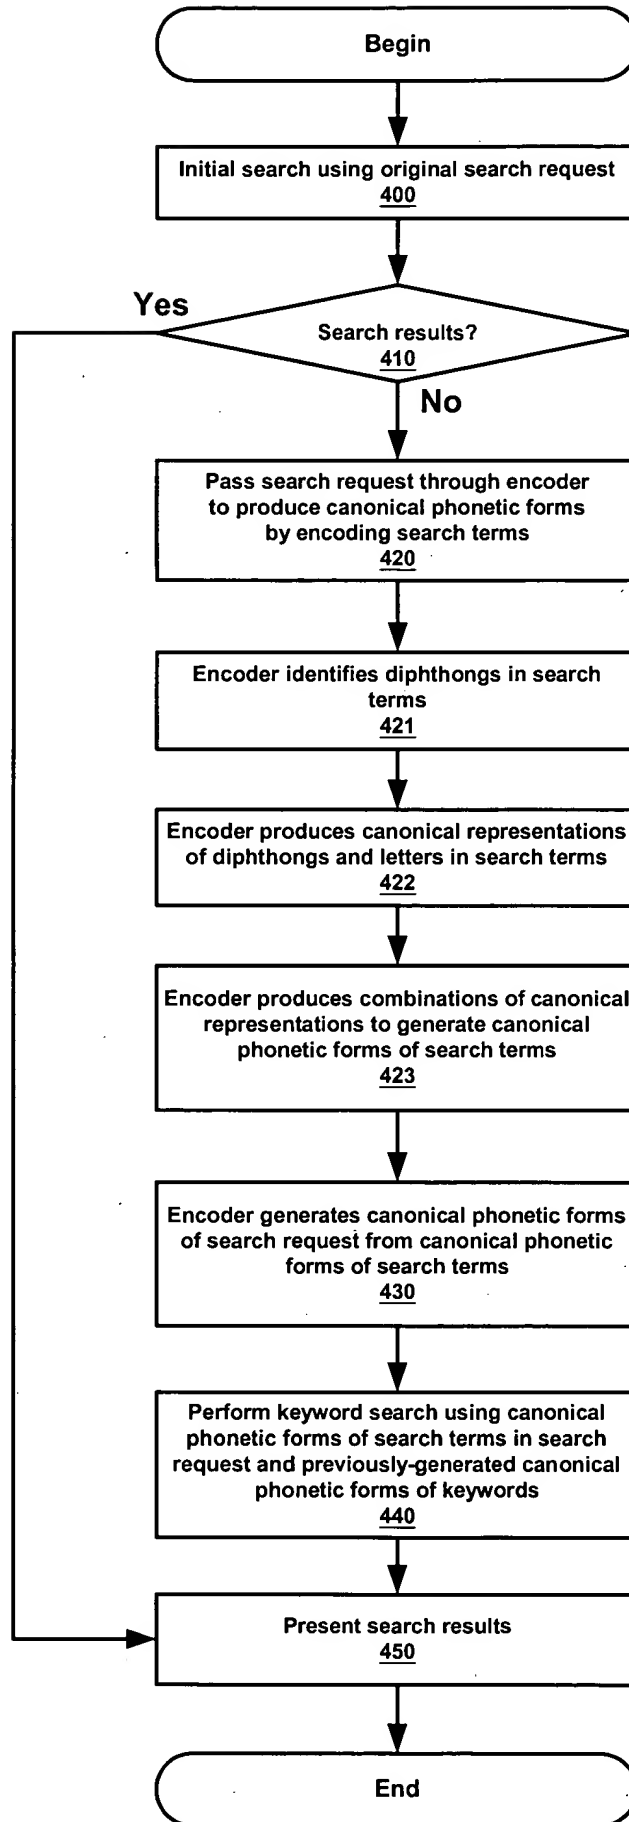 Begin
Initial search using original search request
400
Yes
Search results?
410
No
Pass search request through encoder
to produce canonical phonetic forms
by encoding search terms
420
Encoder identifies diphthongs in search
terms
421
Encoder produces canonical representations
of diphthongs and letters in search terms
422
Encoder produces combinations of canonical
representations to generate canonical
phonetic forms of search terms
423
Encoder generates canonical phonetic forms
of search request from canonical phonetic
forms of search terms
430
Perform keyword search using canonical
phonetic forms of search terms in search
request and previously-generated canonical
phonetic forms of keywords
440
Present search results
450
End